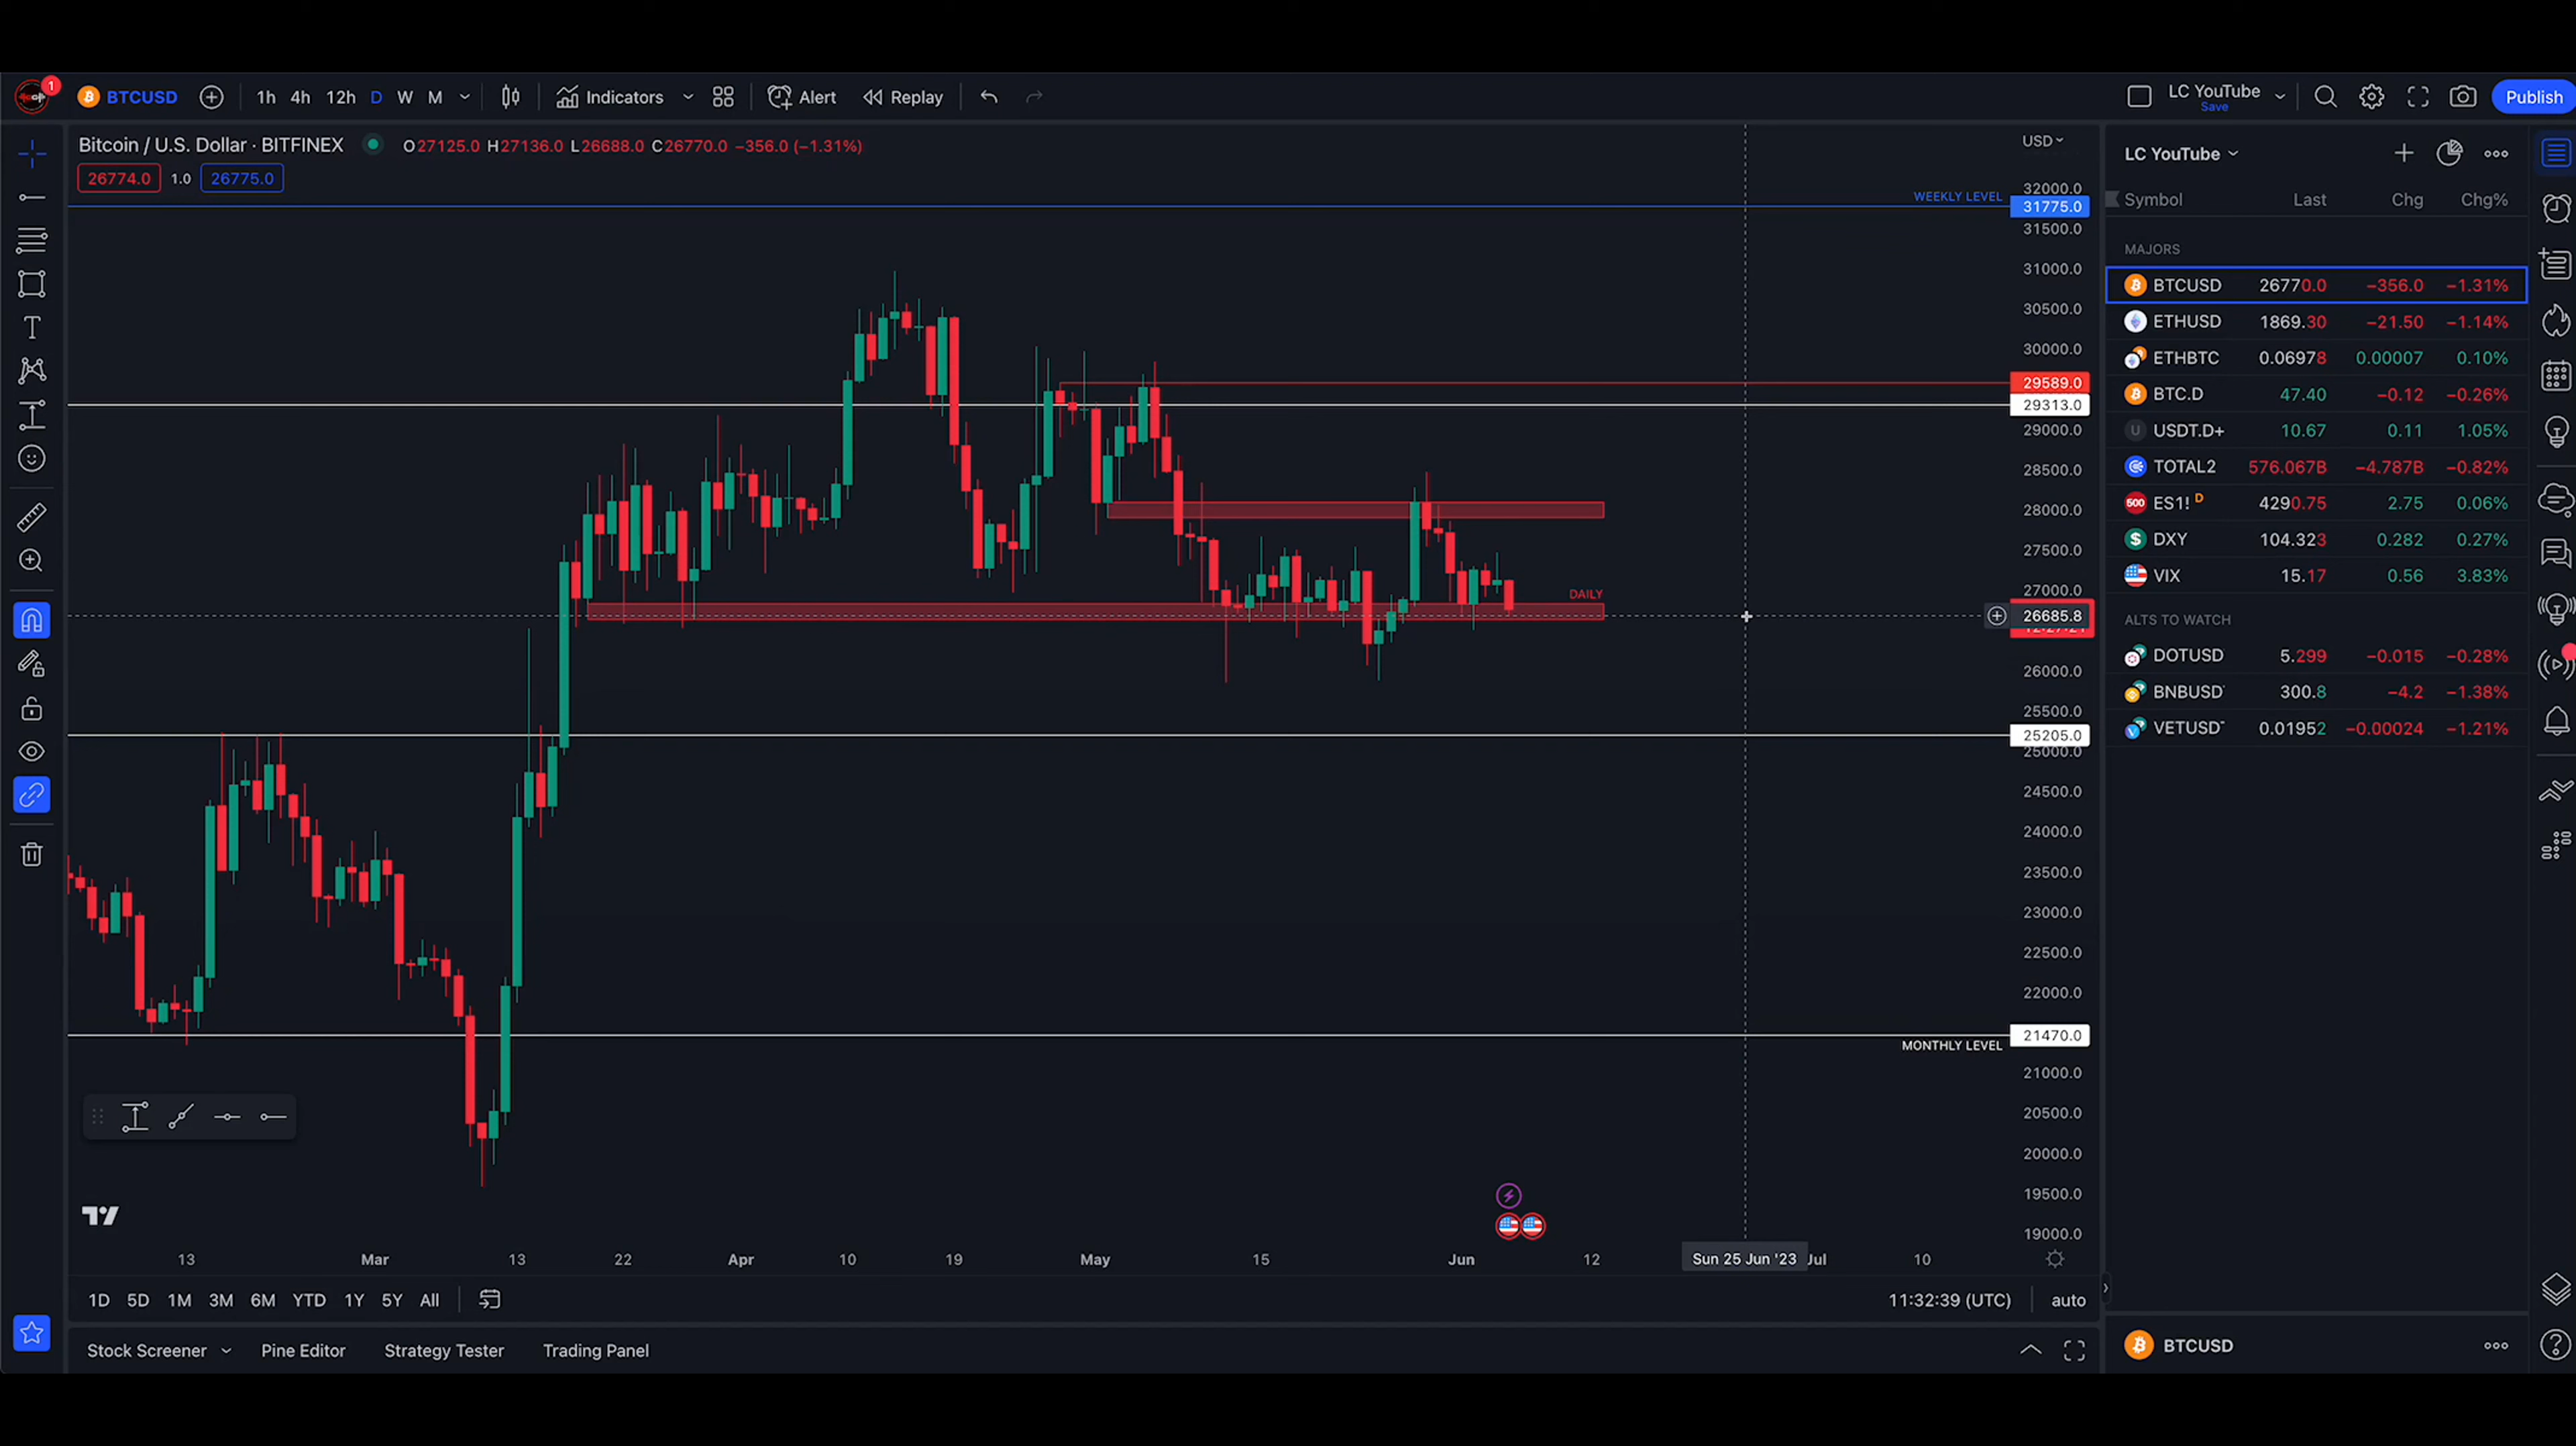 1
BTCUSD 1h 4h 12h D W M Indicators Alert Replay LC YouTube Save Publish
Bitcoin / U.S. Dollar · BITFINEX O27125.0 H27136.0 L26688.0 C26770.0 −356.0 (−1.31%)
26774.0 1.0 26775.0
USD
32000.0
WEEKLY LEVEL 31775.0
31500.0
31000.0
30500.0
30000.0
29589.0
29313.0
29000.0
28500.0
28000.0
27500.0
27000.0
DAILY
26685.8
26000.0
25500.0
25205.0
25000.0
24500.0
24000.0
23500.0
23000.0
22500.0
22000.0
21470.0
MONTHLY LEVEL
21000.0
20500.0
20000.0
19500.0
19000.0
13 Mar 13 22 Apr 10 19 May 15 Jun 12 Sun 25 Jun '23 Jul 10
1D 5D 1M 3M 6M YTD 1Y 5Y All 11:32:39 (UTC) auto
Stock Screener Pine Editor Strategy Tester Trading Panel
LC YouTube
Symbol Last Chg Chg%
MAJORS
BTCUSD 26770.0 −356.0 −1.31%
ETHUSD 1869.30 −21.50 −1.14%
ETHBTC 0.06978 0.00007 0.10%
BTC.D 47.40 −0.12 −0.26%
U USDT.D+ 10.67 0.11 1.05%
TOTAL2 576.067B −4.787B −0.82%
500 ES1! D 4290.75 2.75 0.06%
$ DXY 104.323 0.282 0.27%
VIX 15.17 0.56 3.83%
ALTS TO WATCH
DOTUSD 5.299 −0.015 −0.28%
BNBUSD 300.8 −4.2 −1.38%
VETUSD 0.01952 −0.00024 −1.21%
BTCUSD